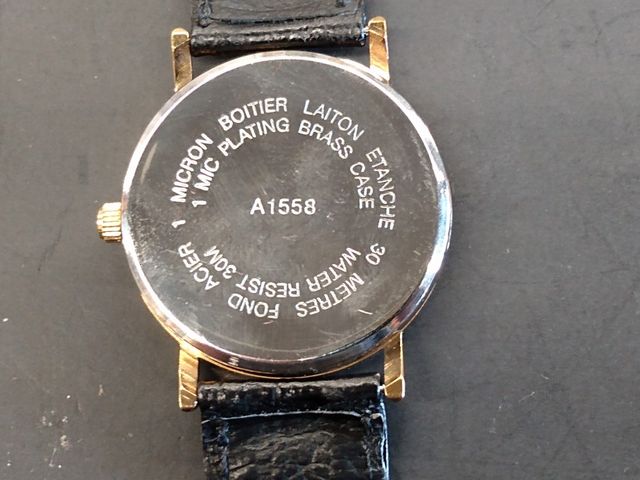 1 MICRON BOITIER LAITON ETANCHE 30 METRES FOND ACIER
1 MIC PLATING BRASS CASE WATER RESIST 30M
A1558